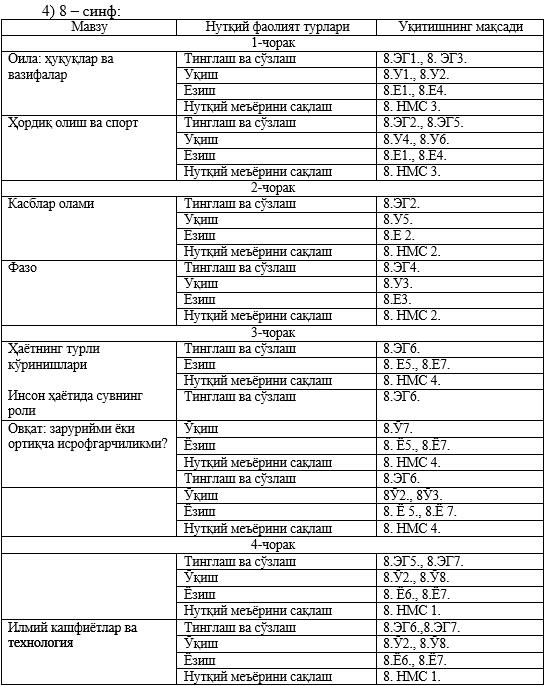 4) 8 – синф:
Мавзу Нутқий фаолият турлари Уқитишнинг мақсади
1-чорак
Оила: ҳуқуқлар ва Тинглаш ва сўзлаш 8.ЭГ1., 8. ЭГ3.
вазифалар Уқиш 8.У1., 8.У2.
Езиш 8.Е1., 8.Е4.
Нутқий меъёрини сақлаш 8. НМС 3.
Ҳордиқ олиш ва спорт Тинглаш ва сўзлаш 8.ЭГ2., 8.ЭГ5.
Уқиш 8.У4., 8.У6.
Езиш 8.Е1., 8.Е4.
Нутқий меъёрини сақлаш 8. НМС 3.
2-чорак
Касблар олами Тинглаш ва сўзлаш 8.ЭГ2.
Уқиш 8.У5.
Езиш 8.Е 2.
Нутқий меъёрини сақлаш 8. НМС 2.
Фазо Тинглаш ва сўзлаш 8.ЭГ4.
Уқиш 8.У3.
Езиш 8.Е3.
Нутқий меъёрини сақлаш 8. НМС 2.
3-чорак
Ҳаётнинг турли Тинглаш ва сўзлаш 8.ЭГ6.
кўринишлари Езиш 8. Е5., 8.Е7.
Нутқий меъёрини сақлаш 8. НМС 4.
Инсон ҳаётида сувнинг Тинглаш ва сўзлаш 8.ЭГ6.
роли
Овқат: зарурийми ёки Ўқиш 8.Ў7.
ортиқча исрофгарчиликми? Ёзиш 8. Ё5., 8.Ё7.
Нутқий меъёрини сақлаш 8. НМС 4.
Тинглаш ва сўзлаш 8.ЭГ6.
Ўқиш 8Ў2., 8Ў3.
Ёзиш 8. Ё 5., 8.Ё 7.
Нутқий меъёрини сақлаш 8. НМС 4.
4-чорак
Тинглаш ва сўзлаш 8.ЭГ5., 8.ЭГ7.
Ўқиш 8.Ў2., 8.Ў8.
Ёзиш 8. Ё6., 8.Ё7.
Нутқий меъёрини сақлаш 8. НМС 1.
Илмий кашфиётлар ва Тинглаш ва сўзлаш 8.ЭГ6.,8.ЭГ7.
технология Ўқиш 8.Ў2., 8.Ў8.
Ёзиш 8.Ё6., 8.Ё7.
Нутқий меъёрини сақлаш 8. НМС 1.